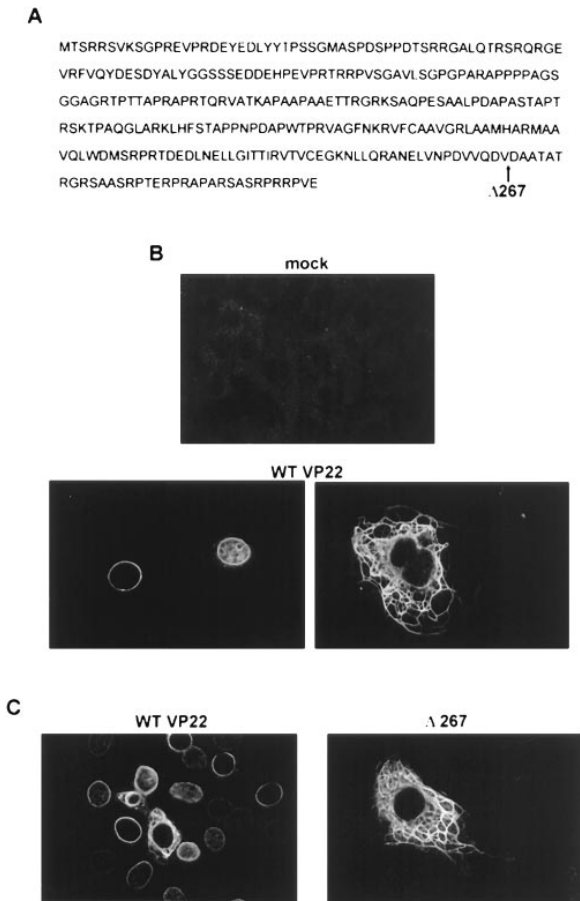 A
MTSRRSVKSGPREVPRDEYEDLYYTPSSGMASPDSPPDTSRRGALQTRSRQRGE
VRFVQYDESDYALYGGSSSEDDEHPEVPRTRRPVSGAVLSGPGPARAPPPPAGS
GGAGRTPTTAPRAPRTQRVATKAPAAPAAETTRGRKSAQPESAALPDAPASTAPT
RSKTPAQGLARKLHFSTAPPNPDAPWTPRVAGFNKRVFCAAVGRLAAMHARMAA
VQLWDMSRPRTDEDLNELLGITTIRVTVCEGKNLLQRANELVNPDVVQDVDAATAT
RGRSAASRPTERPRAPARSASRPRRPVE
Δ267
B
mock
WT VP22
C
WT VP22
Δ 267